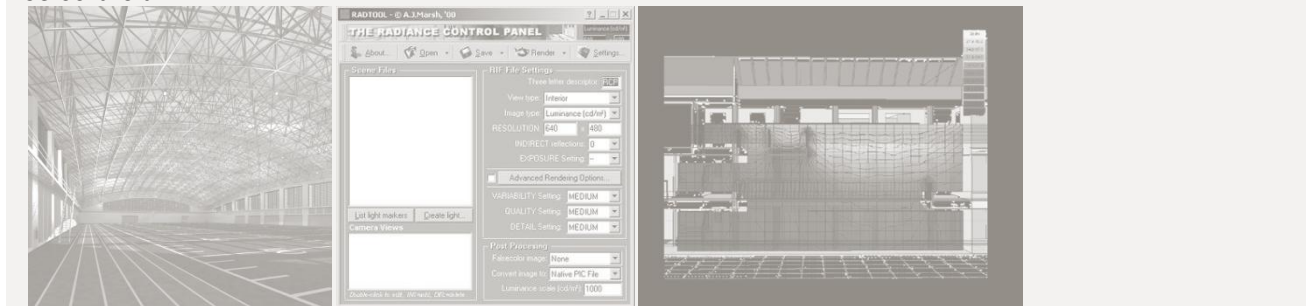 RADTOOL - © A.J.Marsh, '00
THE RADIANCE CONTROL PANEL
About... Open Save Render Settings...
Scene Files
RIF File Settings
Three letter descriptor:
View type: Interior
Image type: Luminance (cd/m²)
RESOLUTION: 640 x 480
INDIRECT reflections: 0
EXPOSURE Setting: -
Advanced Rendering Options...
VARIABILITY Setting: MEDIUM
QUALITY Setting: MEDIUM
DETAIL Setting: MEDIUM
List light markers Create light...
Camera Views
Post Processing
Falsecolor image: None
Convert image to: Native PIC File
Luminance scale (cd/m²): 1000